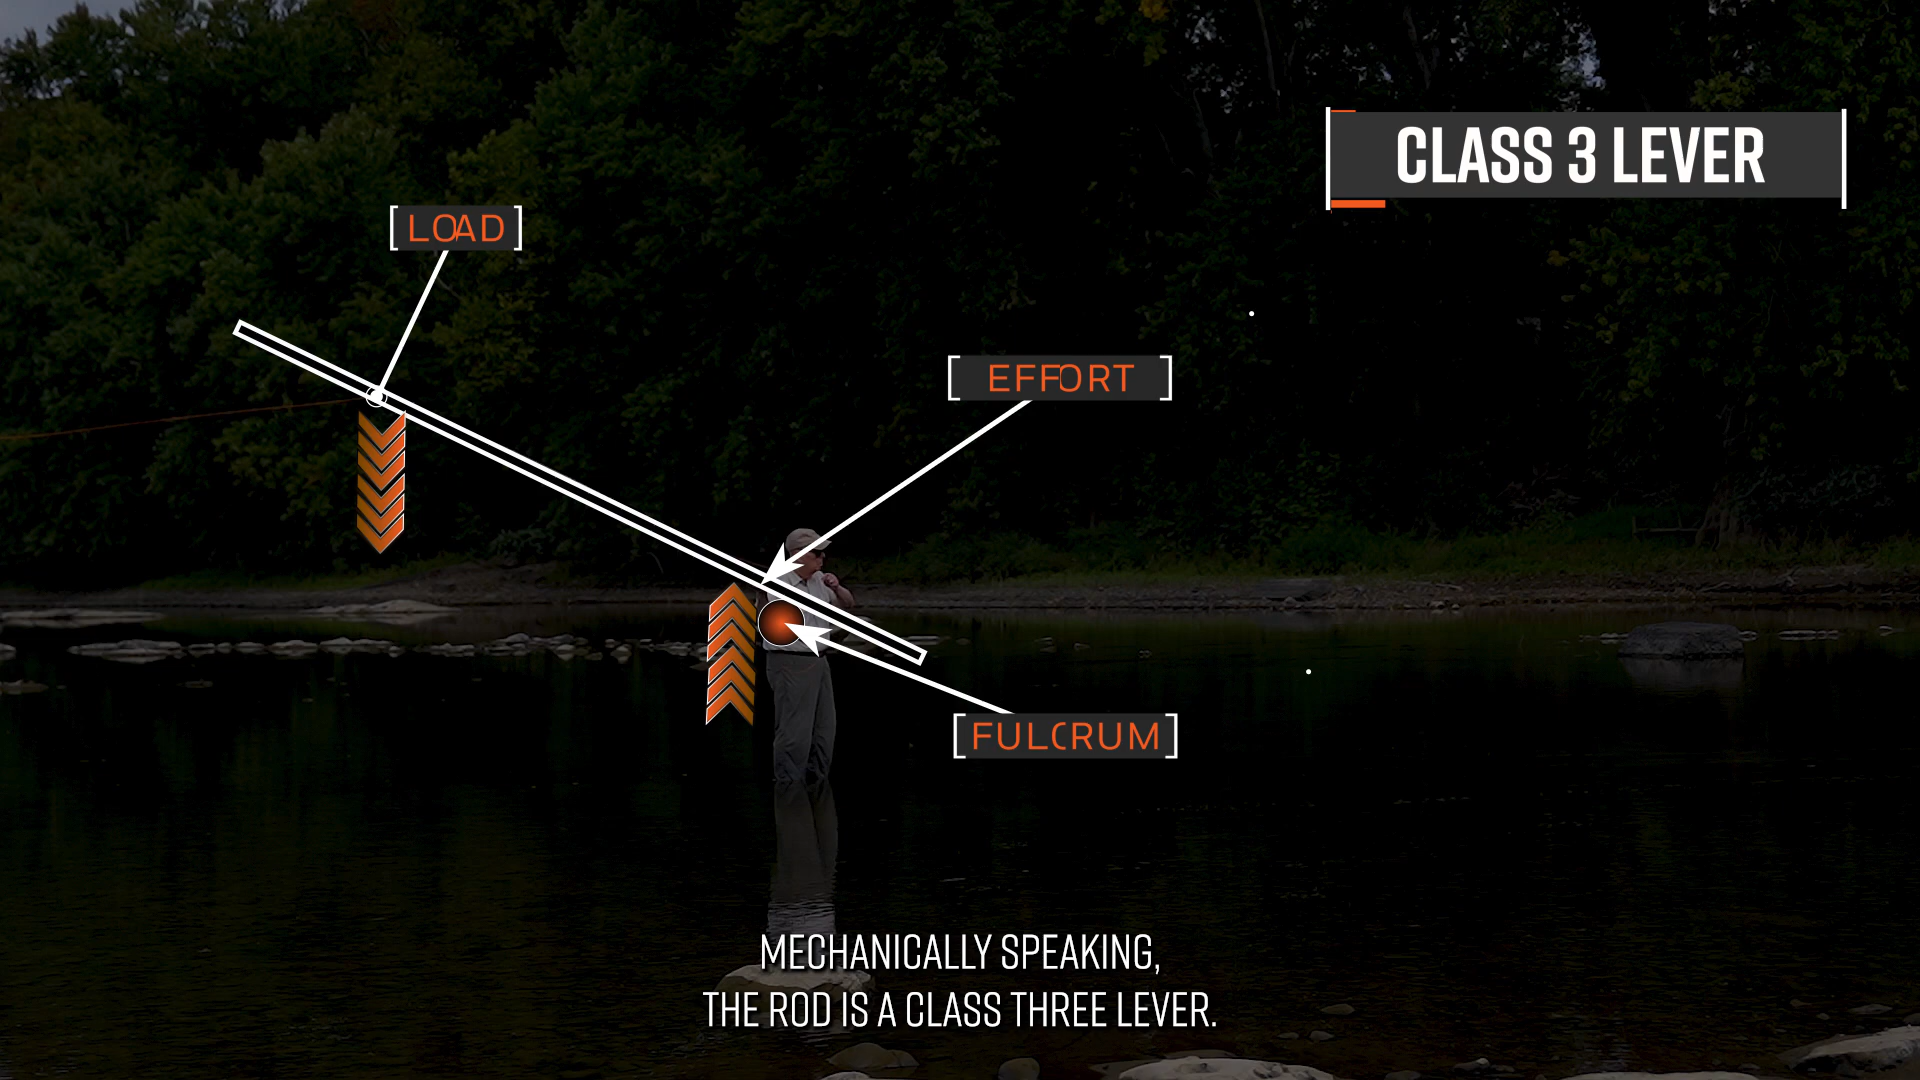 CLASS 3 LEVER
[LOAD]
[EFFORT]
[FULCRUM]
MECHANICALLY SPEAKING,
THE ROD IS A CLASS THREE LEVER.